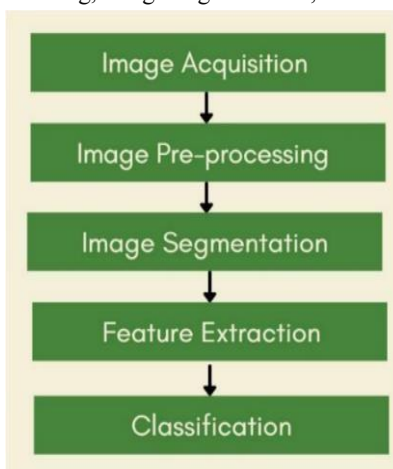 Image Acquisition
Image Pre-processing
Image Segmentation
Feature Extraction
Classification